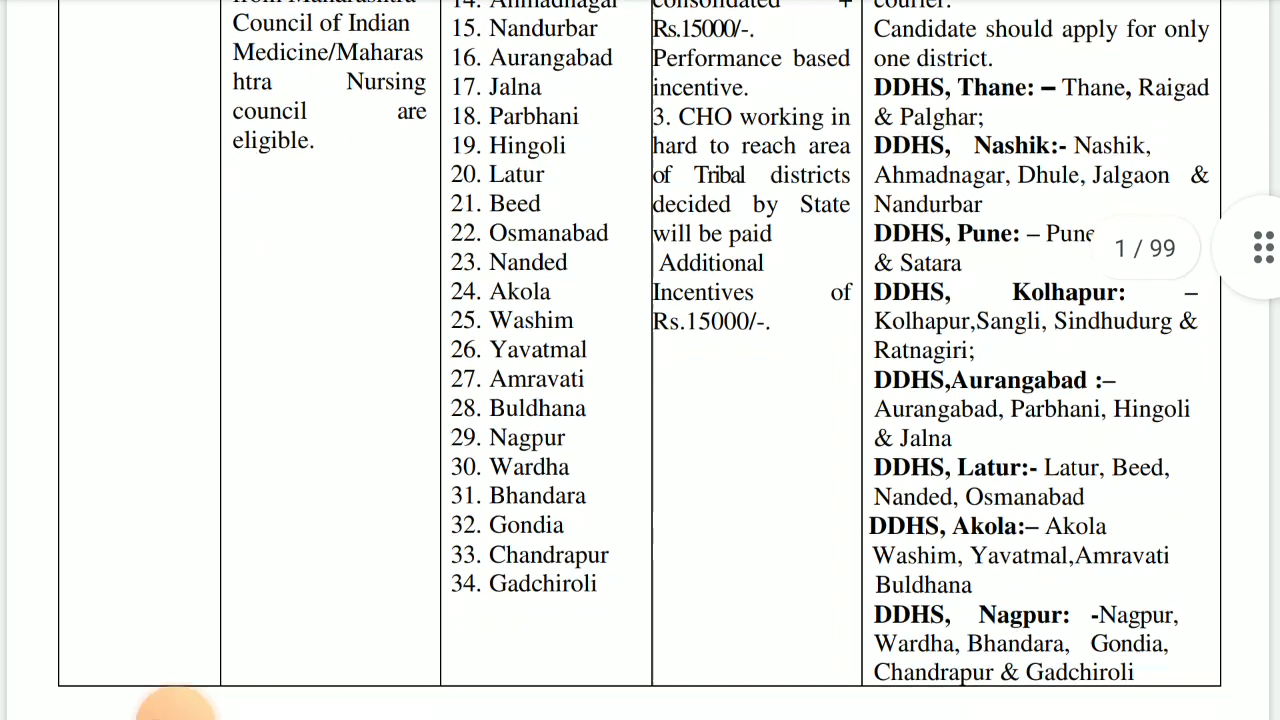 Council of Indian
Medicine/Maharas
htra Nursing
council are
eligible.
14. Ahmadnagar
15. Nandurbar
16. Aurangabad
17. Jalna
18. Parbhani
19. Hingoli
20. Latur
21. Beed
22. Osmanabad
23. Nanded
24. Akola
25. Washim
26. Yavatmal
27. Amravati
28. Buldhana
29. Nagpur
30. Wardha
31. Bhandara
32. Gondia
33. Chandrapur
34. Gadchiroli
consolidated +
Rs.15000/-.
Performance based
incentive.
3. CHO working in
hard to reach area
of Tribal districts
decided by State
will be paid
Additional
Incentives of
Rs.15000/-.
courier.
Candidate should apply for only
one district.
DDHS, Thane: – Thane, Raigad
& Palghar;
DDHS, Nashik:- Nashik,
Ahmadnagar, Dhule, Jalgaon &
Nandurbar
DDHS, Pune: – Pune
& Satara
DDHS, Kolhapur: –
Kolhapur,Sangli, Sindhudurg &
Ratnagiri;
DDHS,Aurangabad :–
Aurangabad, Parbhani, Hingoli
& Jalna
DDHS, Latur:- Latur, Beed,
Nanded, Osmanabad
DDHS, Akola:– Akola
Washim, Yavatmal,Amravati
Buldhana
DDHS, Nagpur: -Nagpur,
Wardha, Bhandara, Gondia,
Chandrapur & Gadchiroli
1 / 99